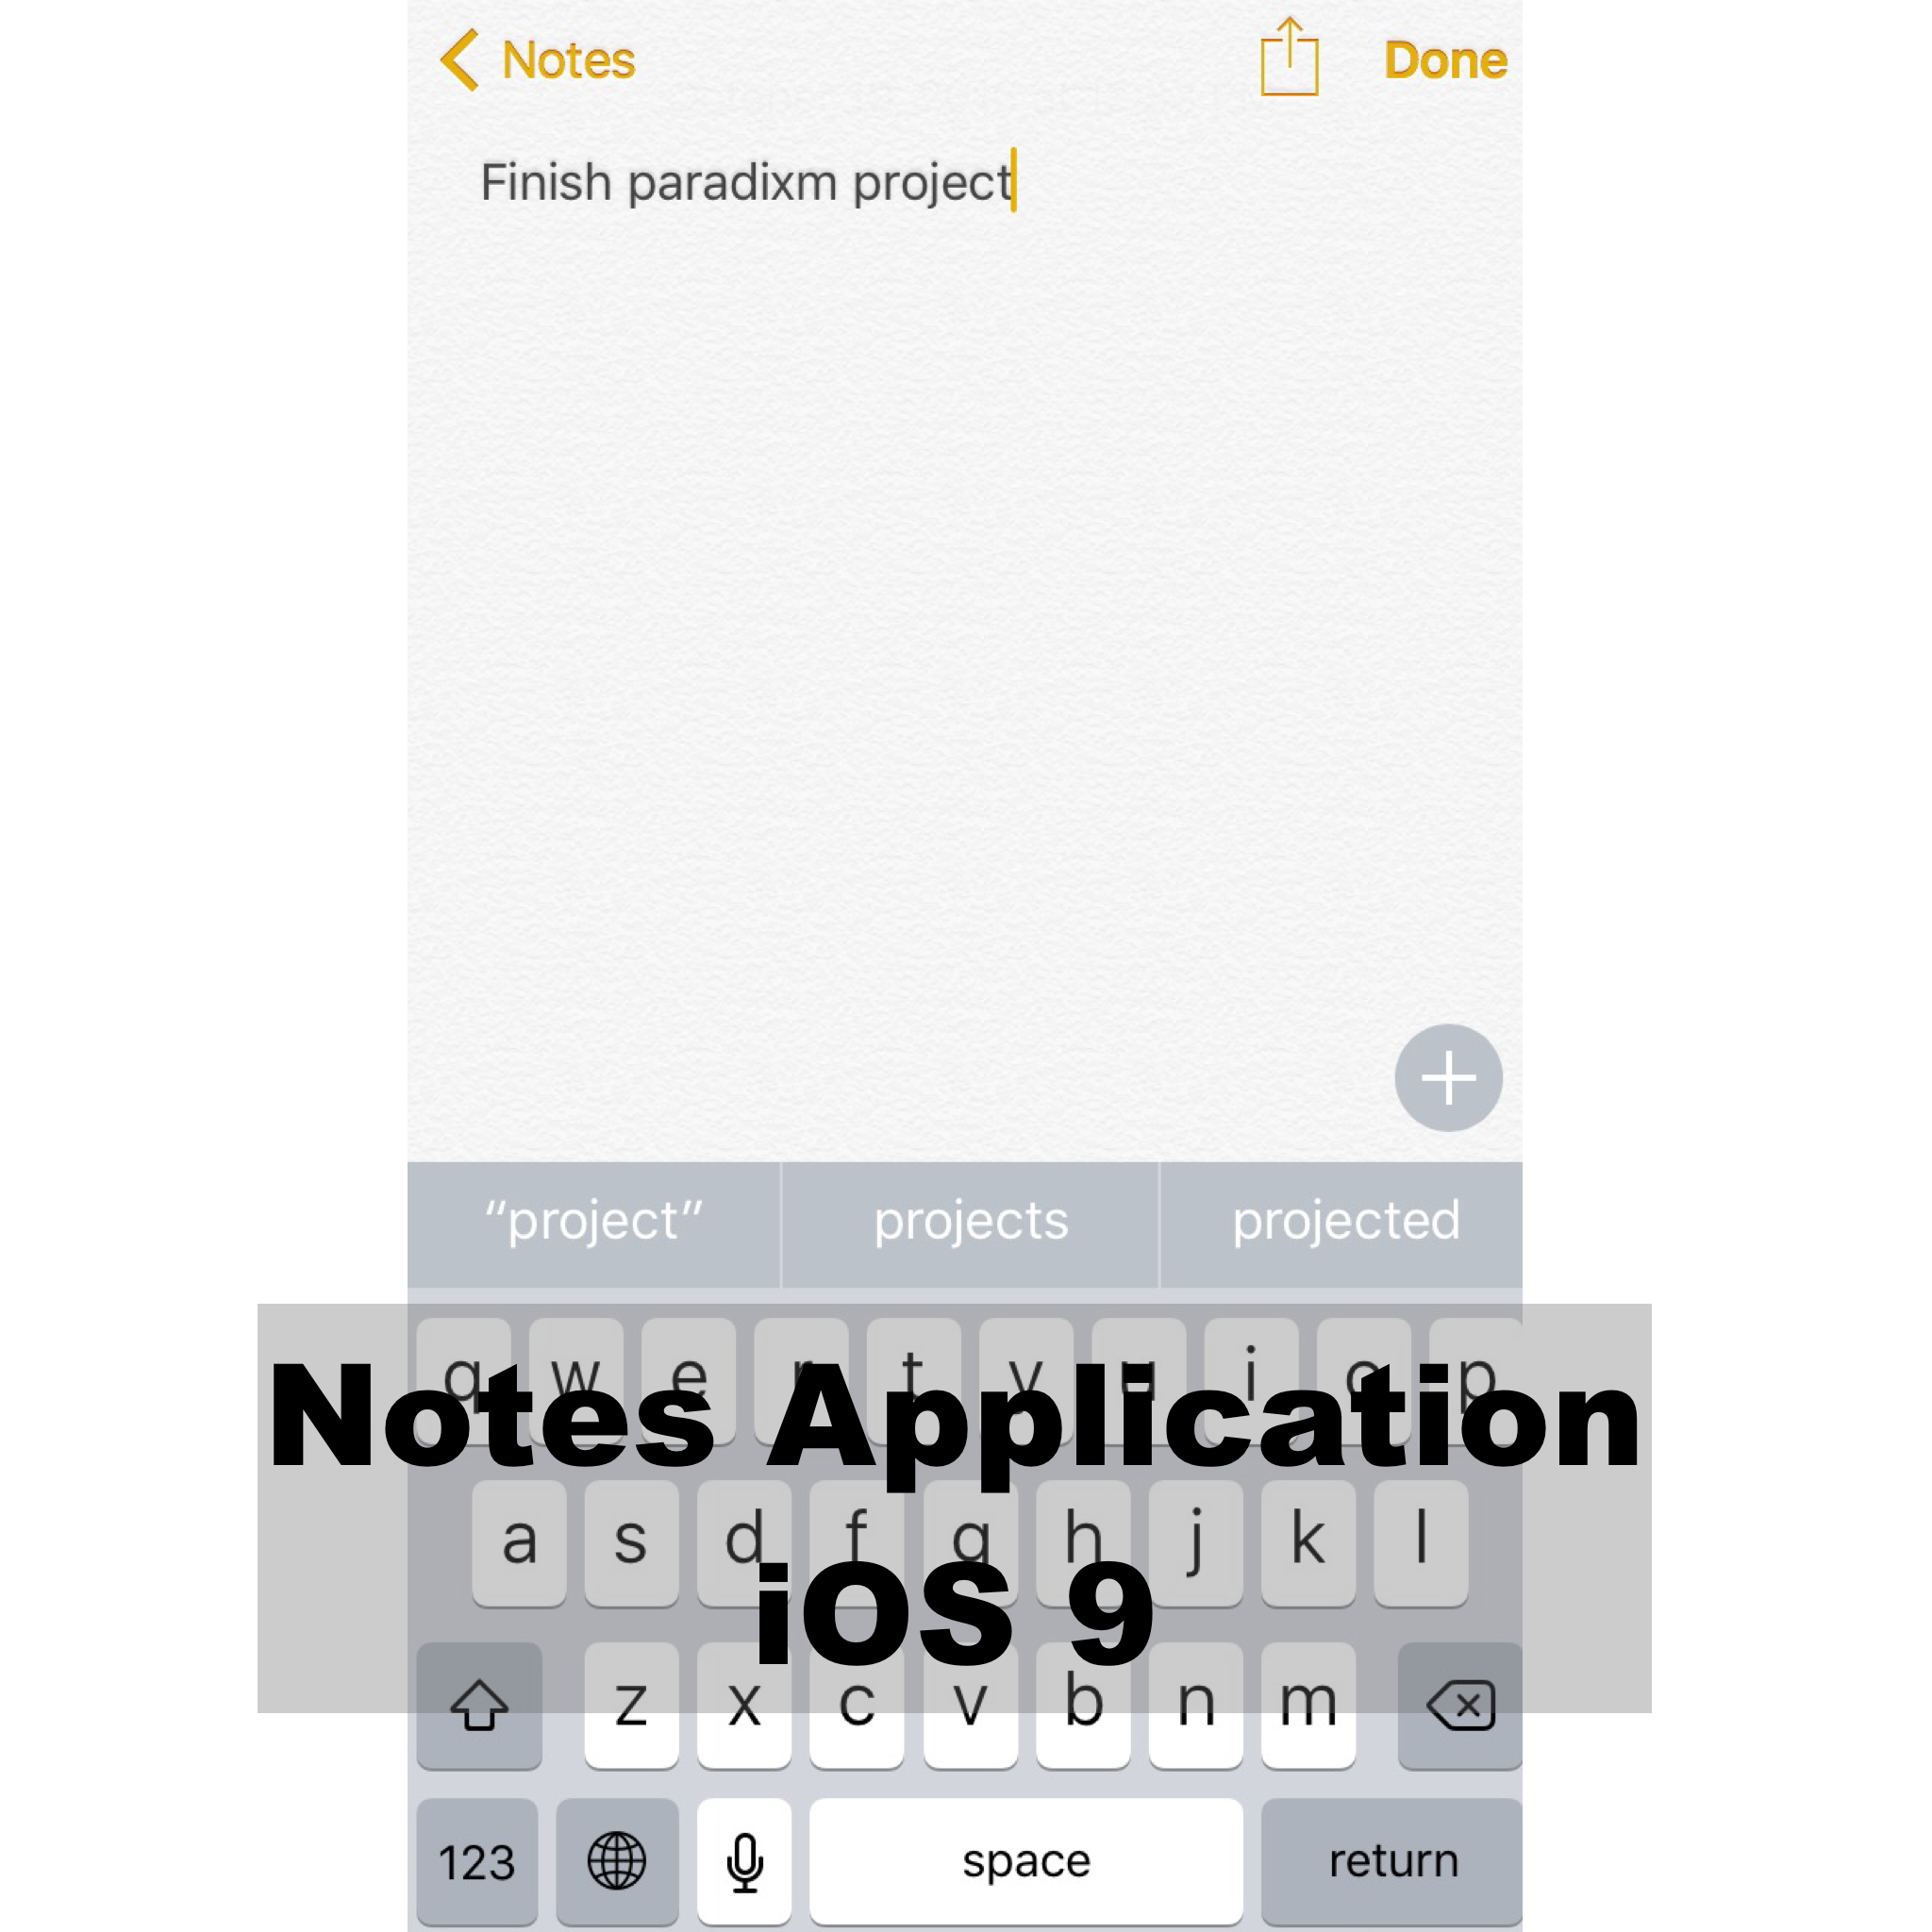 Notes Done
Finish paradixm project
“project” projects projected
q w e r t y u i o p
Notes Application
a s d f g h j k l
iOS 9
z x c v b n m
123 space return